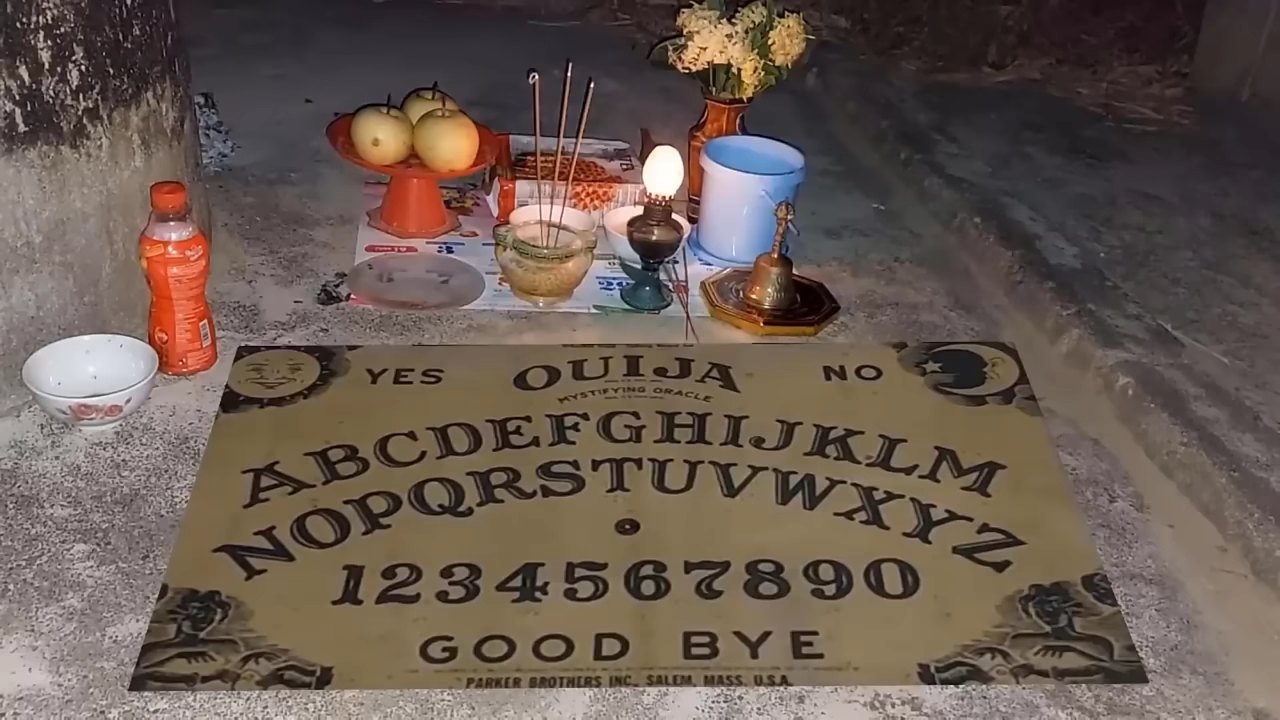 YES
OUIJA
NO
MYSTIFYING ORACLE
ABCDEFGHIJKLM
NOPQRSTUVWXYZ
1234567890
GOOD BYE
PARKER BROTHERS INC., SALEM, MASS. U.S.A.